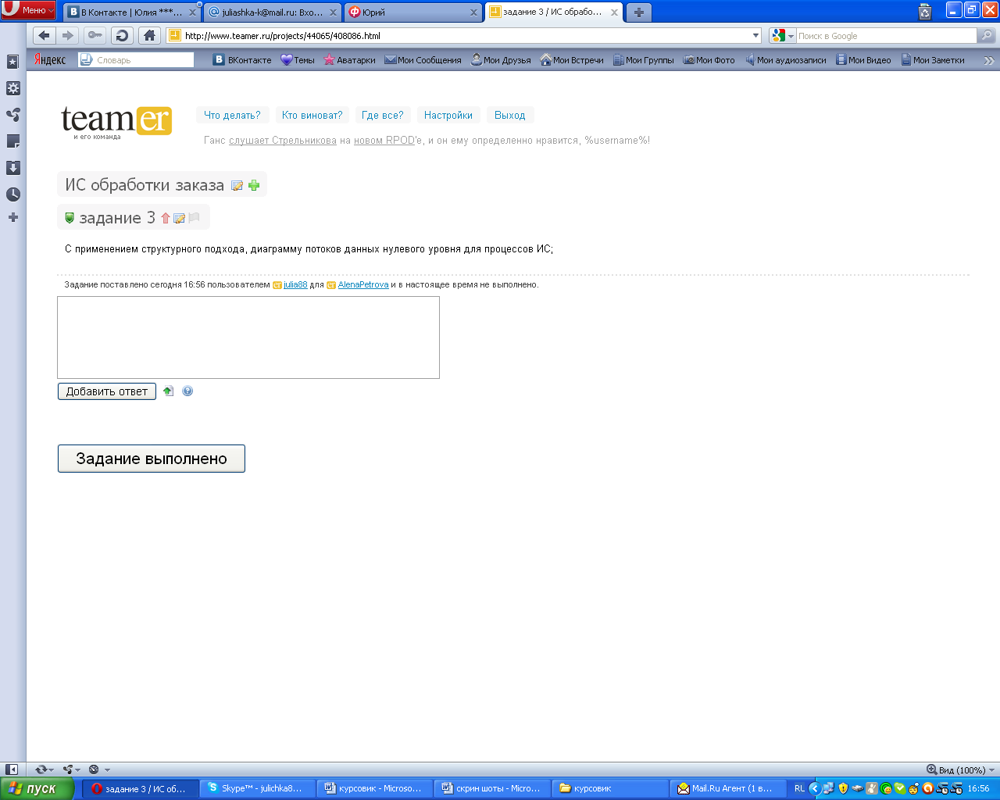 Меню
В Контакте | Юлия ****...
juliashka-k@mail.ru: Вхо...
Юрий
задание 3 / ИС обрабо...
http://www.teamer.ru/projects/44065/408086.html
Поиск в Google
Яндекс
Словарь
ВКонтакте Темы Аватарки Мои Сообщения Мои Друзья Мои Встречи Мои Группы Мои Фото Мои аудиозаписи Мои Видео Мои Заметки
teamer
и его команда
Что делать? Кто виноват? Где все? Настройки Выход
Ганс слушает Стрельникова на новом RPOD'е, и он ему определенно нравится, %username%!
ИС обработки заказа
задание 3
С применением структурного подхода, диаграмму потоков данных нулевого уровня для процессов ИС;
Задание поставлено сегодня 16:56 пользователем julia88 для AlenaPetrova и в настоящее время не выполнено.
Добавить ответ
Задание выполнено
Вид (100%)
пуск
задание 3 / ИС об...
Skype™ - julichka8...
курсовик - Microso...
скрин шоты - Micro...
курсовик
Mail.Ru Агент (1 в...
RL
16:56